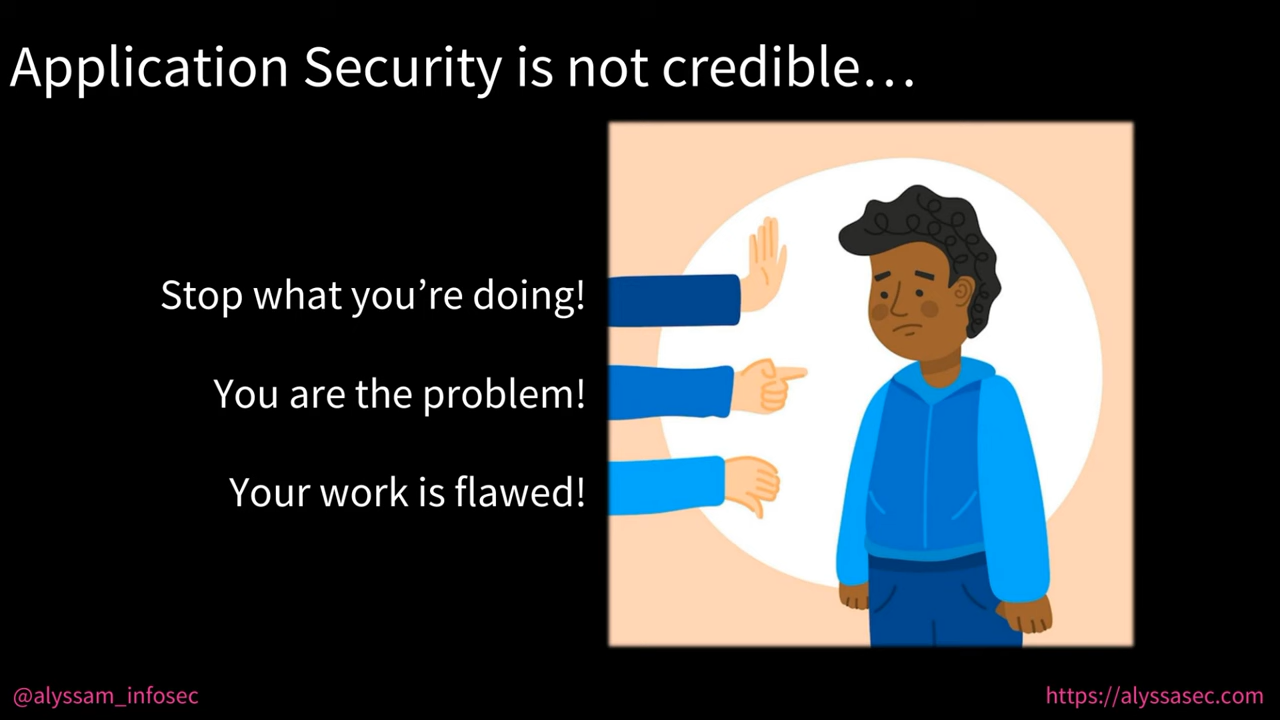 Application Security is not credible…
Stop what you’re doing!
You are the problem!
Your work is flawed!
@alyssam_infosec
https://alyssasec.com